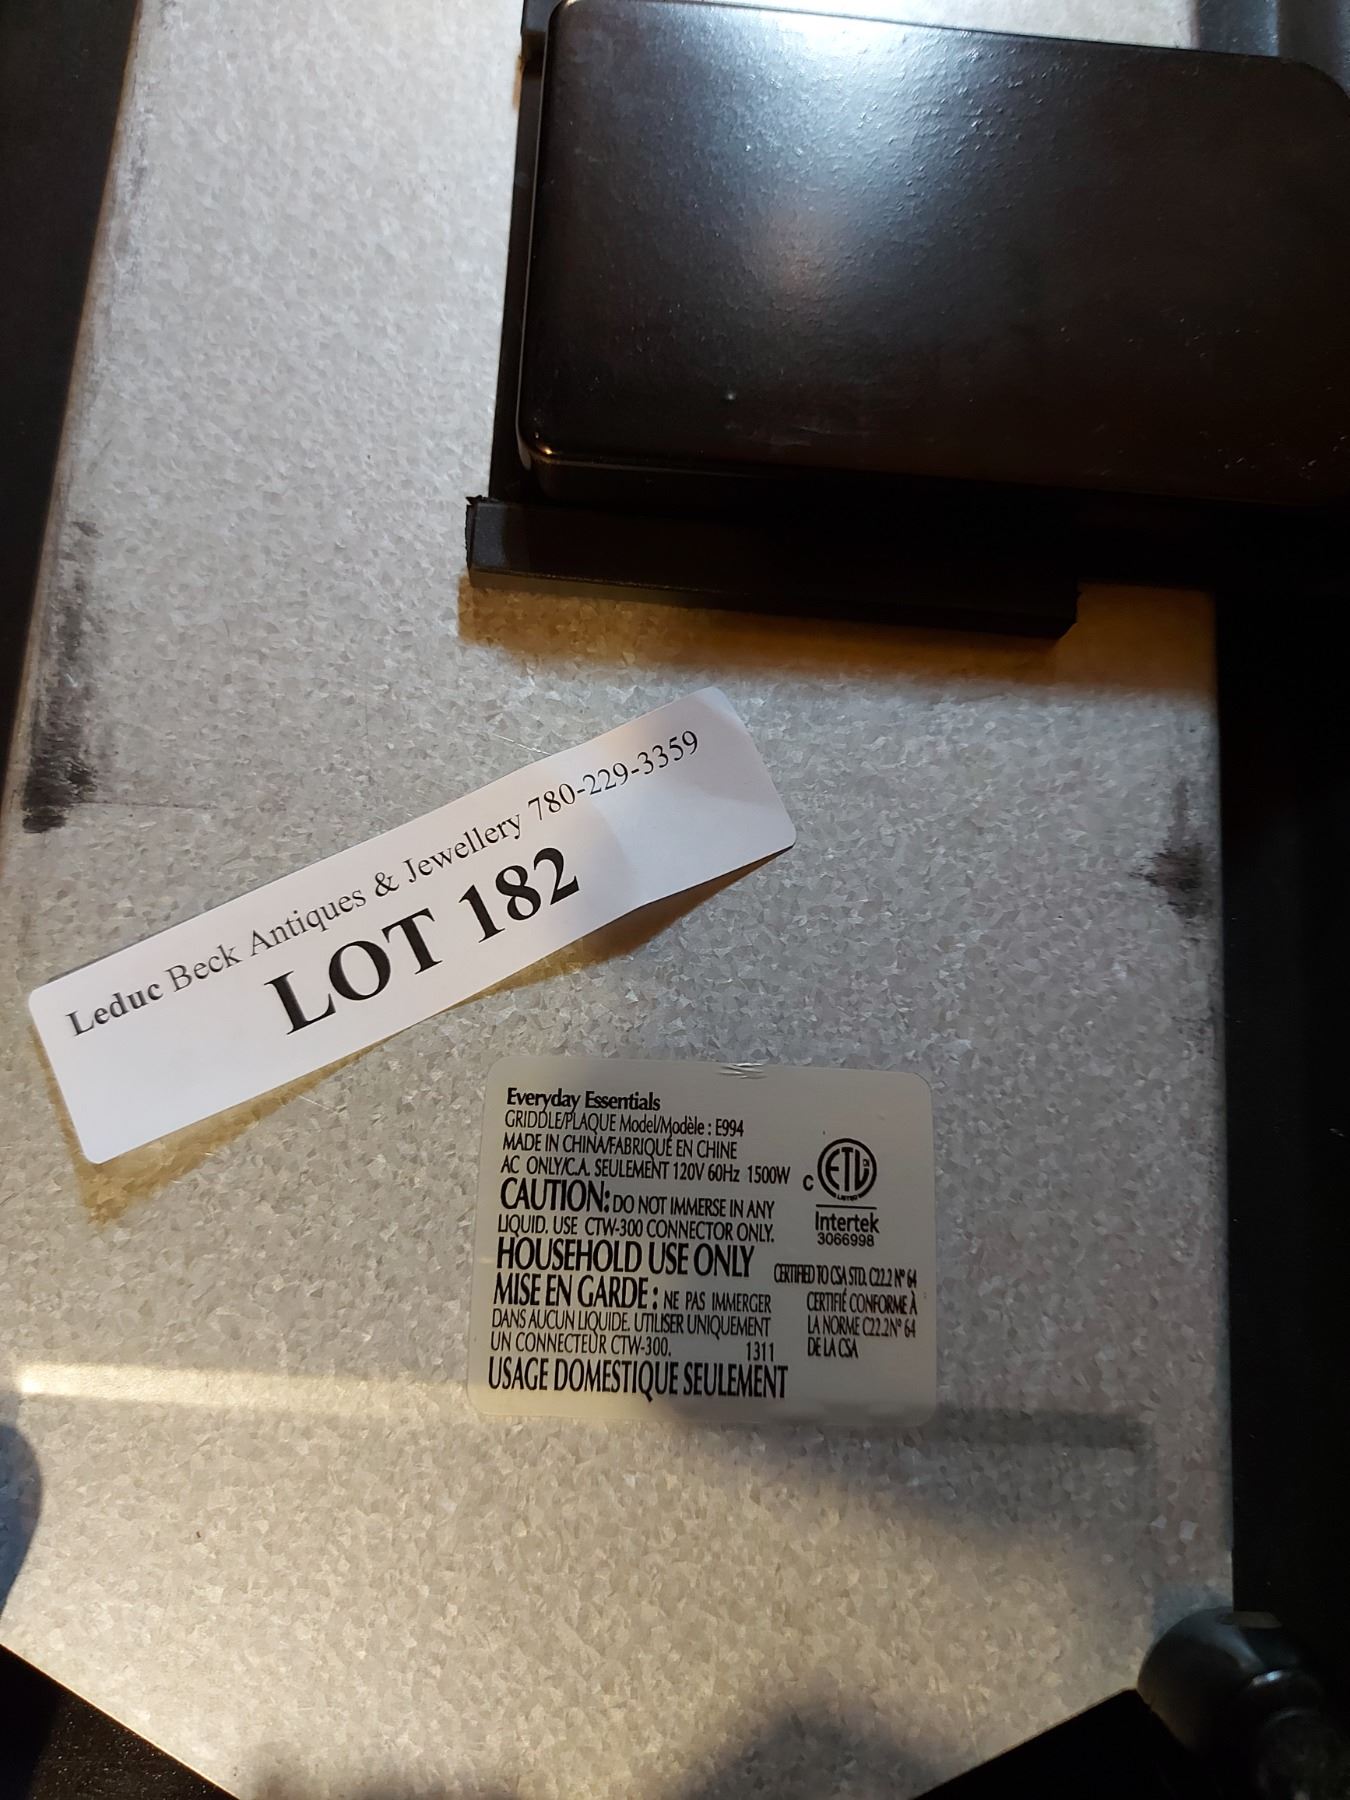 Leduc Beck Antiques & Jewellery 780-229-3359
LOT 182
Everyday Essentials
GRIDDLE/PLAQUE Model/Modèle : E994
MADE IN CHINA/FABRIQUÉ EN CHINE
AC ONLY/C.A. SEULEMENT 120V 60Hz 1500W
CAUTION: DO NOT IMMERSE IN ANY
LIQUID. USE CTW-300 CONNECTOR ONLY.
HOUSEHOLD USE ONLY
MISE EN GARDE : NE PAS IMMERGER
DANS AUCUN LIQUIDE. UTILISER UNIQUEMENT
UN CONNECTEUR CTW-300. 1311
USAGE DOMESTIQUE SEULEMENT
C ETL
LISTED
Intertek
3066998
CERTIFIED TO CSA STD. C22.2 Nº 64
CERTIFIÉ CONFORME À
LA NORME C22.2Nº 64
DE LA CSA